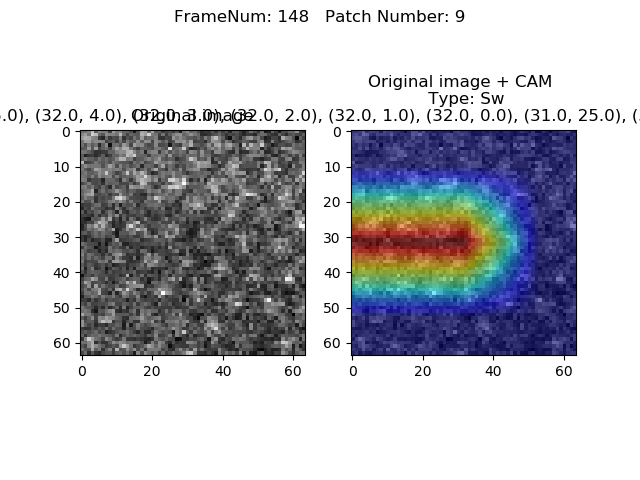 FrameNum: 148   Patch Number: 9
Original image + CAM
Type: Sw
.0), (32.0, 4.0), (32.0, 3.0), (32.0, 2.0), (32.0, 1.0), (32.0, 0.0), (31.0, 25.0), (
Original image
0
10
20
30
40
50
60
0 20 40 60
0
10
20
30
40
50
60
0 20 40 60